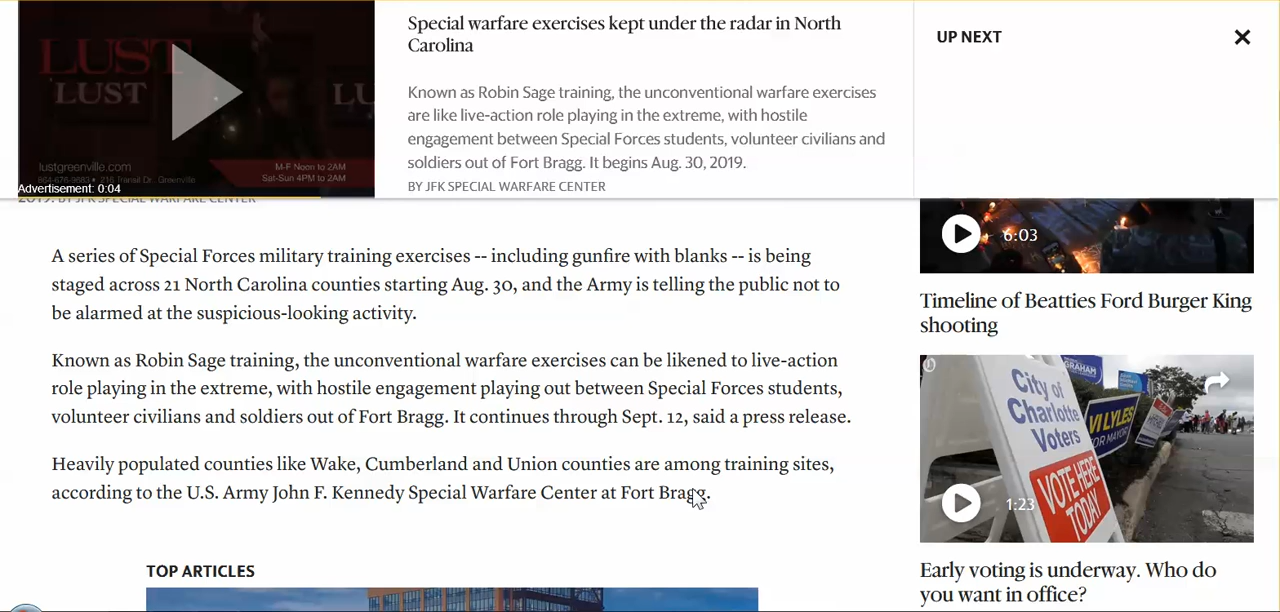 LUST
LUST
LU
lustgreenville.com
M-F Noon to 2AM
Sat-Sun 4PM to 2AM
Advertisement: 0:04
Special warfare exercises kept under the radar in North
Carolina
Known as Robin Sage training, the unconventional warfare exercises
are like live-action role playing in the extreme, with hostile
engagement between Special Forces students, volunteer civilians and
soldiers out of Fort Bragg. It begins Aug. 30, 2019.
BY JFK SPECIAL WARFARE CENTER
UP NEXT
2019. BY JFK SPECIAL WARFARE CENTER
A series of Special Forces military training exercises -- including gunfire with blanks -- is being
staged across 21 North Carolina counties starting Aug. 30, and the Army is telling the public not to
be alarmed at the suspicious-looking activity.
Known as Robin Sage training, the unconventional warfare exercises can be likened to live-action
role playing in the extreme, with hostile engagement playing out between Special Forces students,
volunteer civilians and soldiers out of Fort Bragg. It continues through Sept. 12, said a press release.
Heavily populated counties like Wake, Cumberland and Union counties are among training sites,
according to the U.S. Army John F. Kennedy Special Warfare Center at Fort Bragg.
TOP ARTICLES
6:03
Timeline of Beatties Ford Burger King
shooting
GRAHAM
City of
Charlotte
Voters
VI LYLES
FOR MAYOR
VOTE HERE
TODAY
1:23
Early voting is underway. Who do
you want in office?